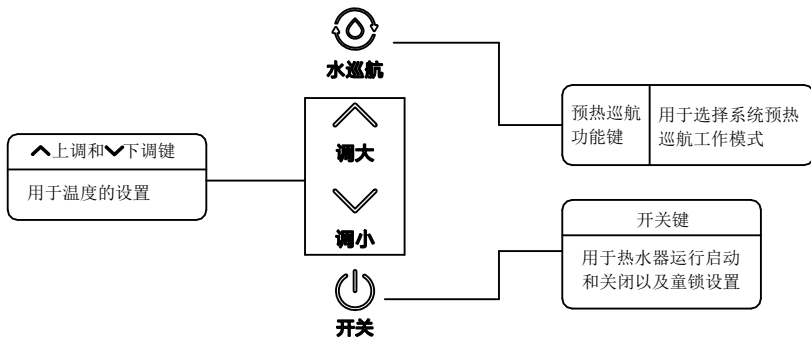 水巡航
预热巡航
功能键
用于选择系统预热
巡航工作模式
上调和下调键
用于温度的设置
调大
调小
开关键
用于热水器运行启动
和关闭以及童锁设置
开关